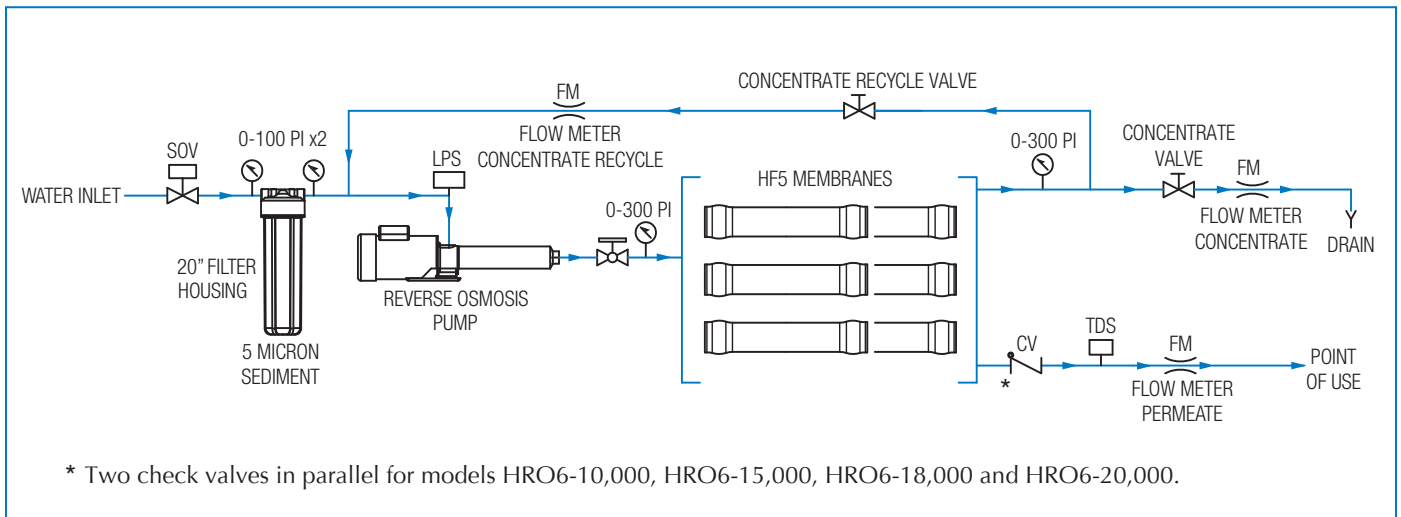 CONCENTRATE RECYCLE VALVE
FM
FLOW METER
CONCENTRATE RECYCLE
0-100 PI x2
SOV
LPS
0-300 PI
CONCENTRATE
VALVE
FM
WATER INLET
HF5 MEMBRANES
0-300 PI
FLOW METER
CONCENTRATE
DRAIN
20” FILTER
HOUSING
REVERSE OSMOSIS
PUMP
5 MICRON
SEDIMENT
CV
*
TDS
FM
FLOW METER
PERMEATE
POINT
OF USE
* Two check valves in parallel for models HRO6-10,000, HRO6-15,000, HRO6-18,000 and HRO6-20,000.